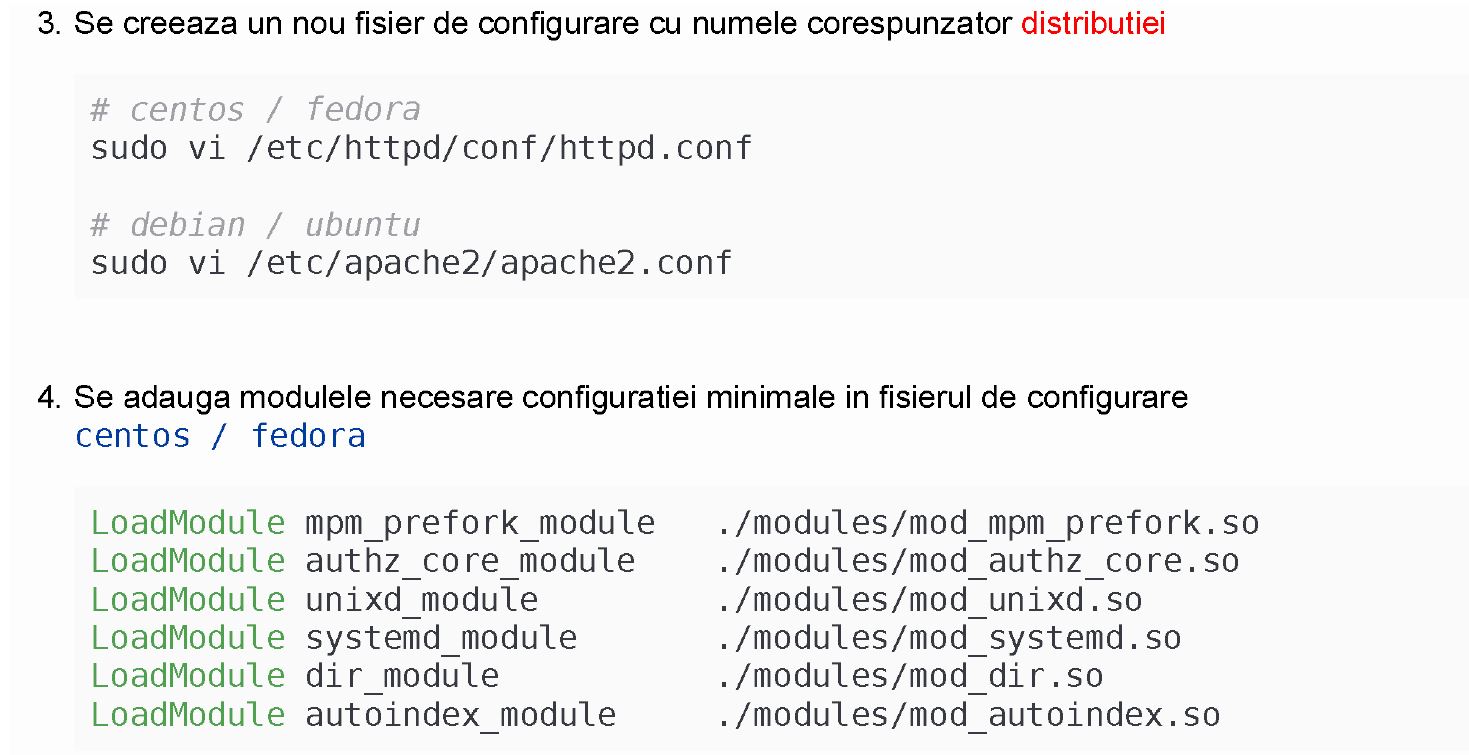 3. Se creeaza un nou fisier de configurare cu numele corespunzator distributiei
# centos / fedora
sudo vi /etc/httpd/conf/httpd.conf
# debian / ubuntu
sudo vi /etc/apache2/apache2.conf
4. Se adauga modulele necesare configuratiei minimale in fisierul de configurare
centos / fedora
LoadModule mpm_prefork_module ./modules/mod_mpm_prefork.so
LoadModule authz_core_module ./modules/mod_authz_core.so
LoadModule unixd_module ./modules/mod_unixd.so
LoadModule systemd_module ./modules/mod_systemd.so
LoadModule dir_module ./modules/mod_dir.so
LoadModule autoindex_module ./modules/mod_autoindex.so